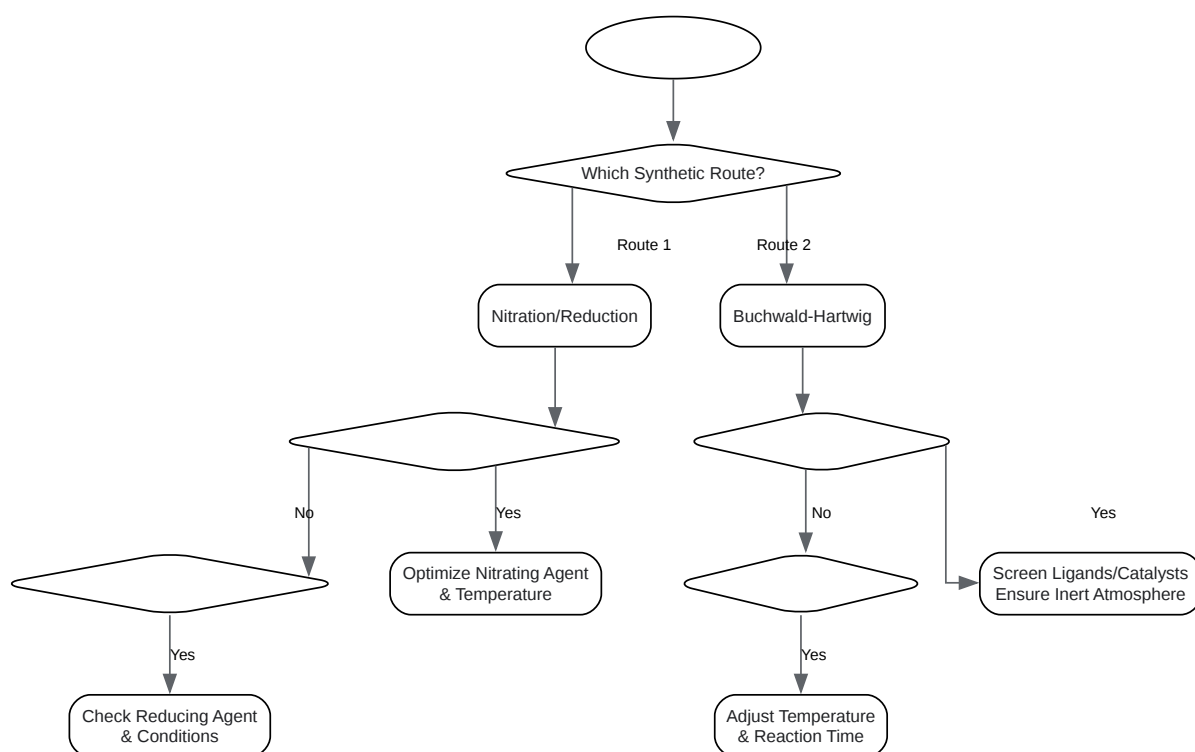 Which Synthetic Route?
Route 1
Route 2
Nitration/Reduction
Buchwald-Hartwig
No
Yes
No
Yes
Optimize Nitrating Agent
& Temperature
Screen Ligands/Catalysts
Ensure Inert Atmosphere
Yes
Yes
Check Reducing Agent
& Conditions
Adjust Temperature
& Reaction Time